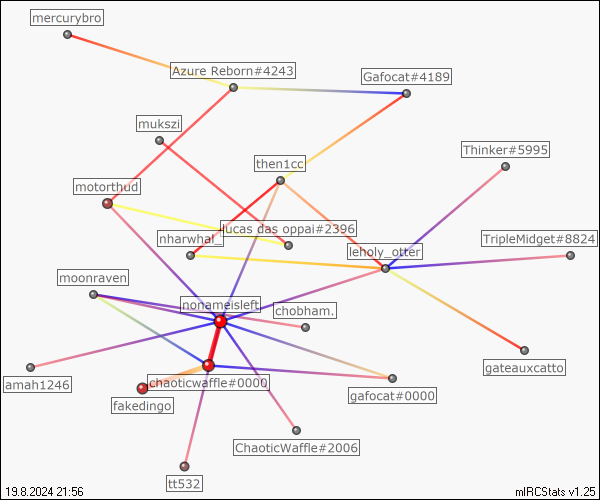 mercurybro
Azure Reborn#4243
Gafocat#4189
mukszi
Thinker#5995
then1cc
motorthud
lucas das oppai#2396
nharwhal_
leholy_otter
TripleMidget#8824
moonraven
nonameisleft
chobham.
gateauxcatto
amah1246
chaoticwaffle#0000
gafocat#0000
fakedingo
ChaoticWaffle#2006
tt532
19.8.2024 21:56
mIRCStats v1.25